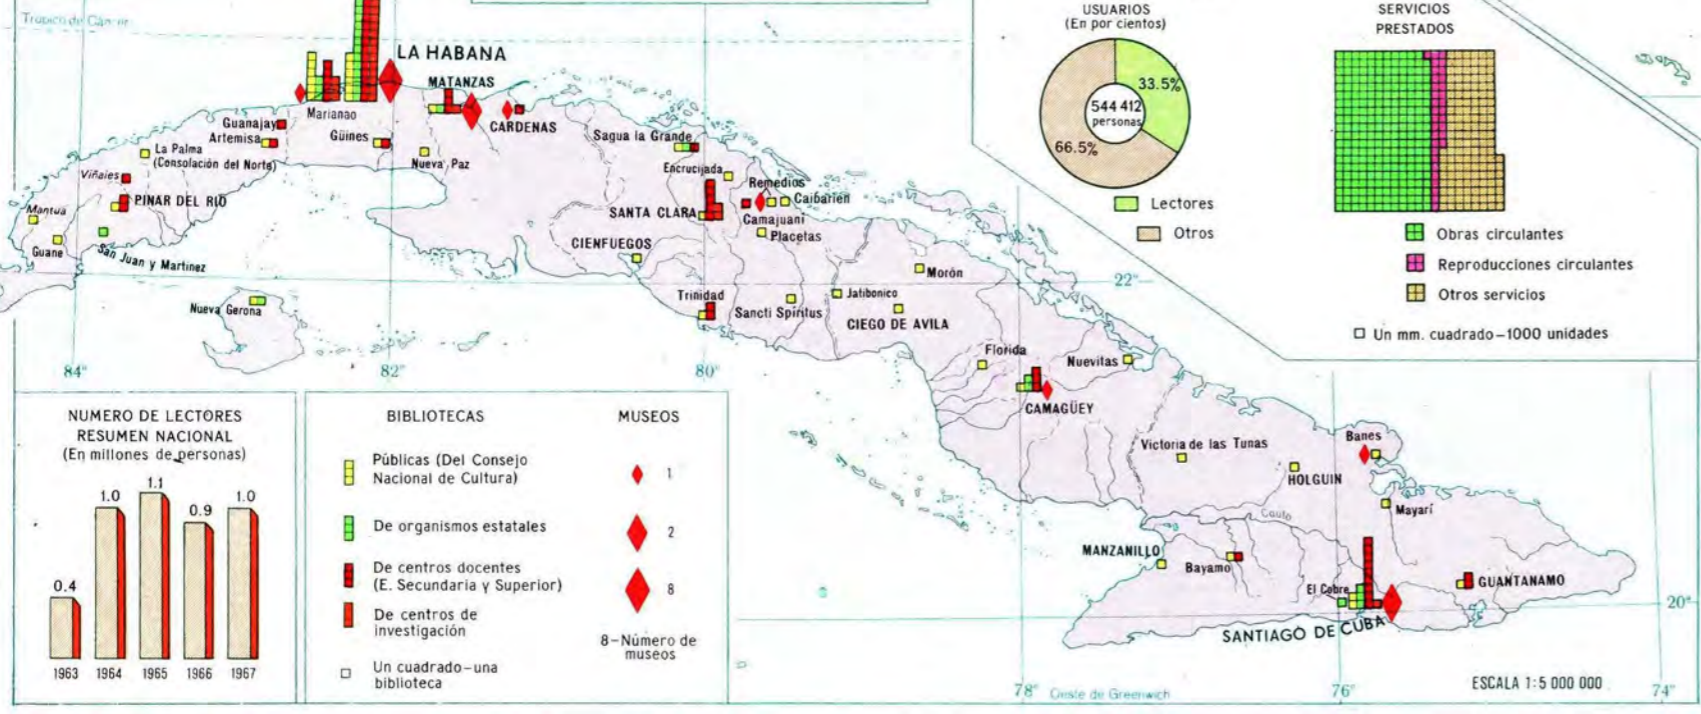 Tropico de Cáncer
LA HABANA
MATANZAS
Marianao
CARDENAS
Guanajay
Artemisa
Güines
Sagua la Grande
La Palma
(Consolación del Norte)
Nueva Paz
Viñales
Encrucijada
Remedios
PINAR DEL RIO
Caibarien
Mantua
SANTA CLARA
Camajuani
Placetas
Guane
San Juan y Martinez
CIENFUEGOS
Morón
22°
Nueva Gerona
Trinidad
Jatibonico
Sancti Spiritus
CIEGO DE AVILA
84°
82°
80°
Florida
Nuevitas
CAMAGÜEY
Victoria de las Tunas
Banes
HOLGUIN
Mayarí
Cauto
MANZANILLO
Bayamo
El Cobre
GUANTANAMO
SANTIAGO DE CUBA
20°
78°
Oeste de Greenwich
76°
74°
ESCALA 1:5 000 000
USUARIOS
(En por cientos)
33.5%
544 412
personas
66.5%
Lectores
Otros
SERVICIOS
PRESTADOS
Obras circulantes
Reproducciones circulantes
Otros servicios
Un mm. cuadrado–1000 unidades
NUMERO DE LECTORES
RESUMEN NACIONAL
(En millones de personas)
0.4
1.0
1.1
0.9
1.0
1963 1964 1965 1966 1967
BIBLIOTECAS
Públicas (Del Consejo
Nacional de Cultura)
De organismos estatales
De centros docentes
(E. Secundaria y Superior)
De centros de
investigación
Un cuadrado–una
biblioteca
MUSEOS
1
2
8
8–Número de
museos